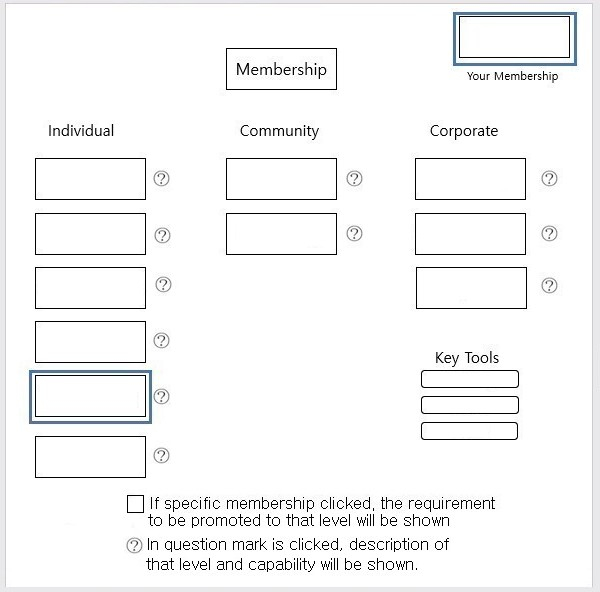 Your Membership
Membership
Individual
Community
Corporate
?
?
?
?
?
?
?
?
?
?
?
Key Tools
If specific membership clicked, the requirement
to be promoted to that level will be shown
? In question mark is clicked, description of
that level and capability will be shown.